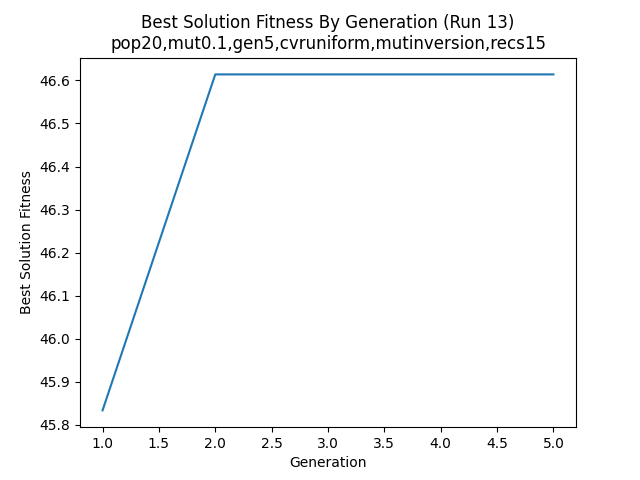 Best Solution Fitness By Generation (Run 13)
pop20,mut0.1,gen5,cvruniform,mutinversion,recs15
46.6
46.5
46.4
46.3
46.2
46.1
46.0
45.9
45.8
Best Solution Fitness
1.0 1.5 2.0 2.5 3.0 3.5 4.0 4.5 5.0
Generation